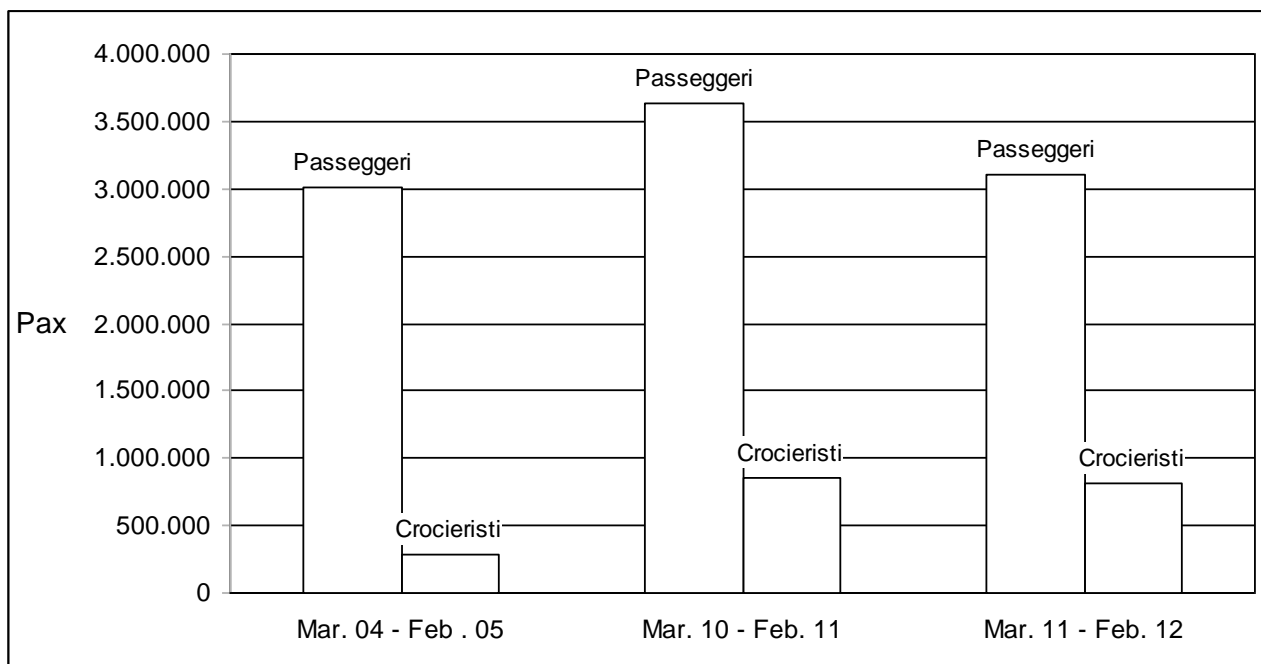 4.000.000
3.500.000
3.000.000
2.500.000
2.000.000
1.500.000
1.000.000
500.000
0
Pax
Passeggeri
Crocieristi
Passeggeri
Crocieristi
Passeggeri
Crocieristi
Mar. 04 - Feb . 05
Mar. 10 - Feb. 11
Mar. 11 - Feb. 12